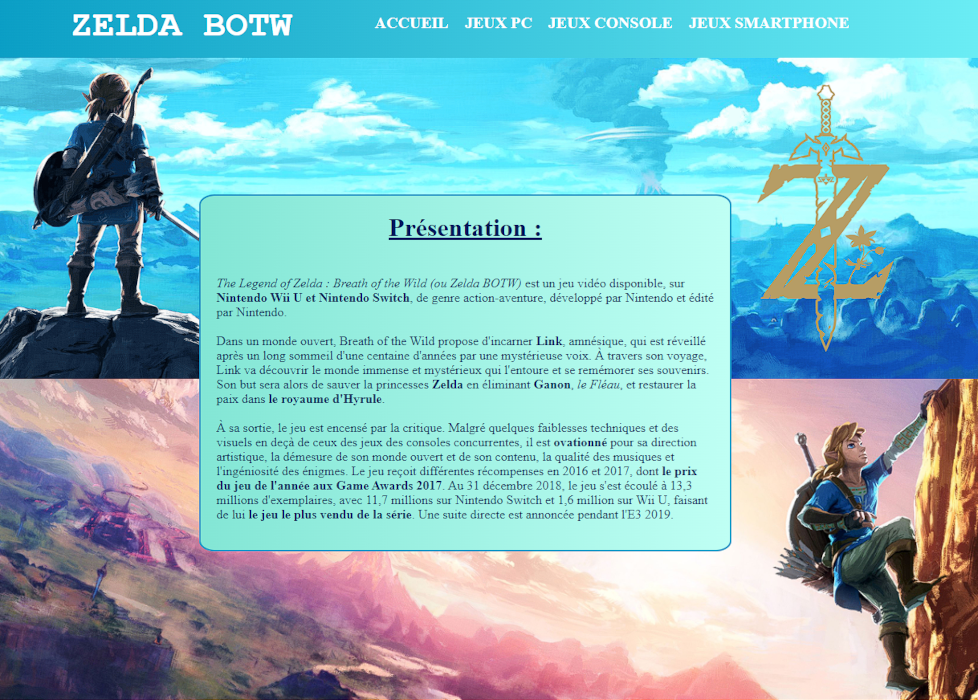 ZELDA BOTW
ACCUEIL JEUX PC JEUX CONSOLE JEUX SMARTPHONE
Z
Présentation :
The Legend of Zelda : Breath of the Wild (ou Zelda BOTW) est un jeu vidéo disponible, sur
Nintendo Wii U et Nintendo Switch, de genre action-aventure, développé par Nintendo et édité
par Nintendo.
Dans un monde ouvert, Breath of the Wild propose d'incarner Link, amnésique, qui est réveillé
après un long sommeil d'une centaine d'années par une mystérieuse voix. À travers son voyage,
Link va découvrir le monde immense et mystérieux qui l'entoure et se remémorer ses souvenirs.
Son but sera alors de sauver la princesses Zelda en éliminant Ganon, le Fléau, et restaurer la
paix dans le royaume d'Hyrule.
À sa sortie, le jeu est encensé par la critique. Malgré quelques faiblesses techniques et des
visuels en deçà de ceux des jeux des consoles concurrentes, il est ovationné pour sa direction
artistique, la démesure de son monde ouvert et de son contenu, la qualité des musiques et
l'ingéniosité des énigmes. Le jeu reçoit différentes récompenses en 2016 et 2017, dont le prix
du jeu de l'année aux Game Awards 2017. Au 31 décembre 2018, le jeu s'est écoulé à 13,3
millions d'exemplaires, avec 11,7 millions sur Nintendo Switch et 1,6 million sur Wii U, faisant
de lui le jeu le plus vendu de la série. Une suite directe est annoncée pendant l'E3 2019.